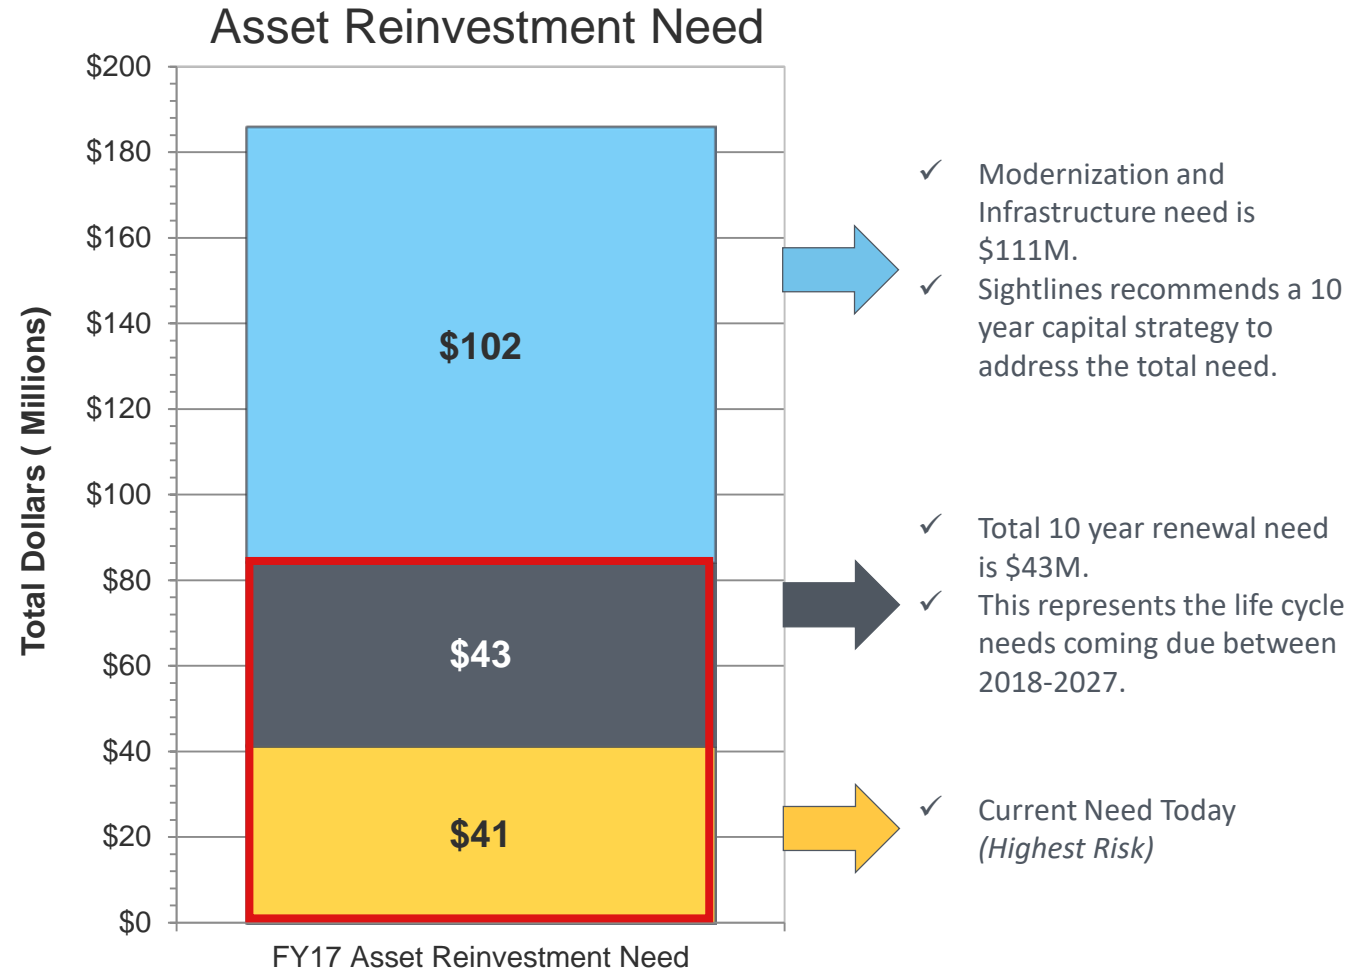 Asset Reinvestment Need
Total Dollars ( Millions)
$200
$180
$160
$140
$120
$100
$80
$60
$40
$20
$0
$102
$43
$41
FY17 Asset Reinvestment Need
✓ Modernization and
Infrastructure need is
$111M.
✓ Sightlines recommends a 10
year capital strategy to
address the total need.
✓ Total 10 year renewal need
is $43M.
✓ This represents the life cycle
needs coming due between
2018-2027.
✓ Current Need Today
(Highest Risk)